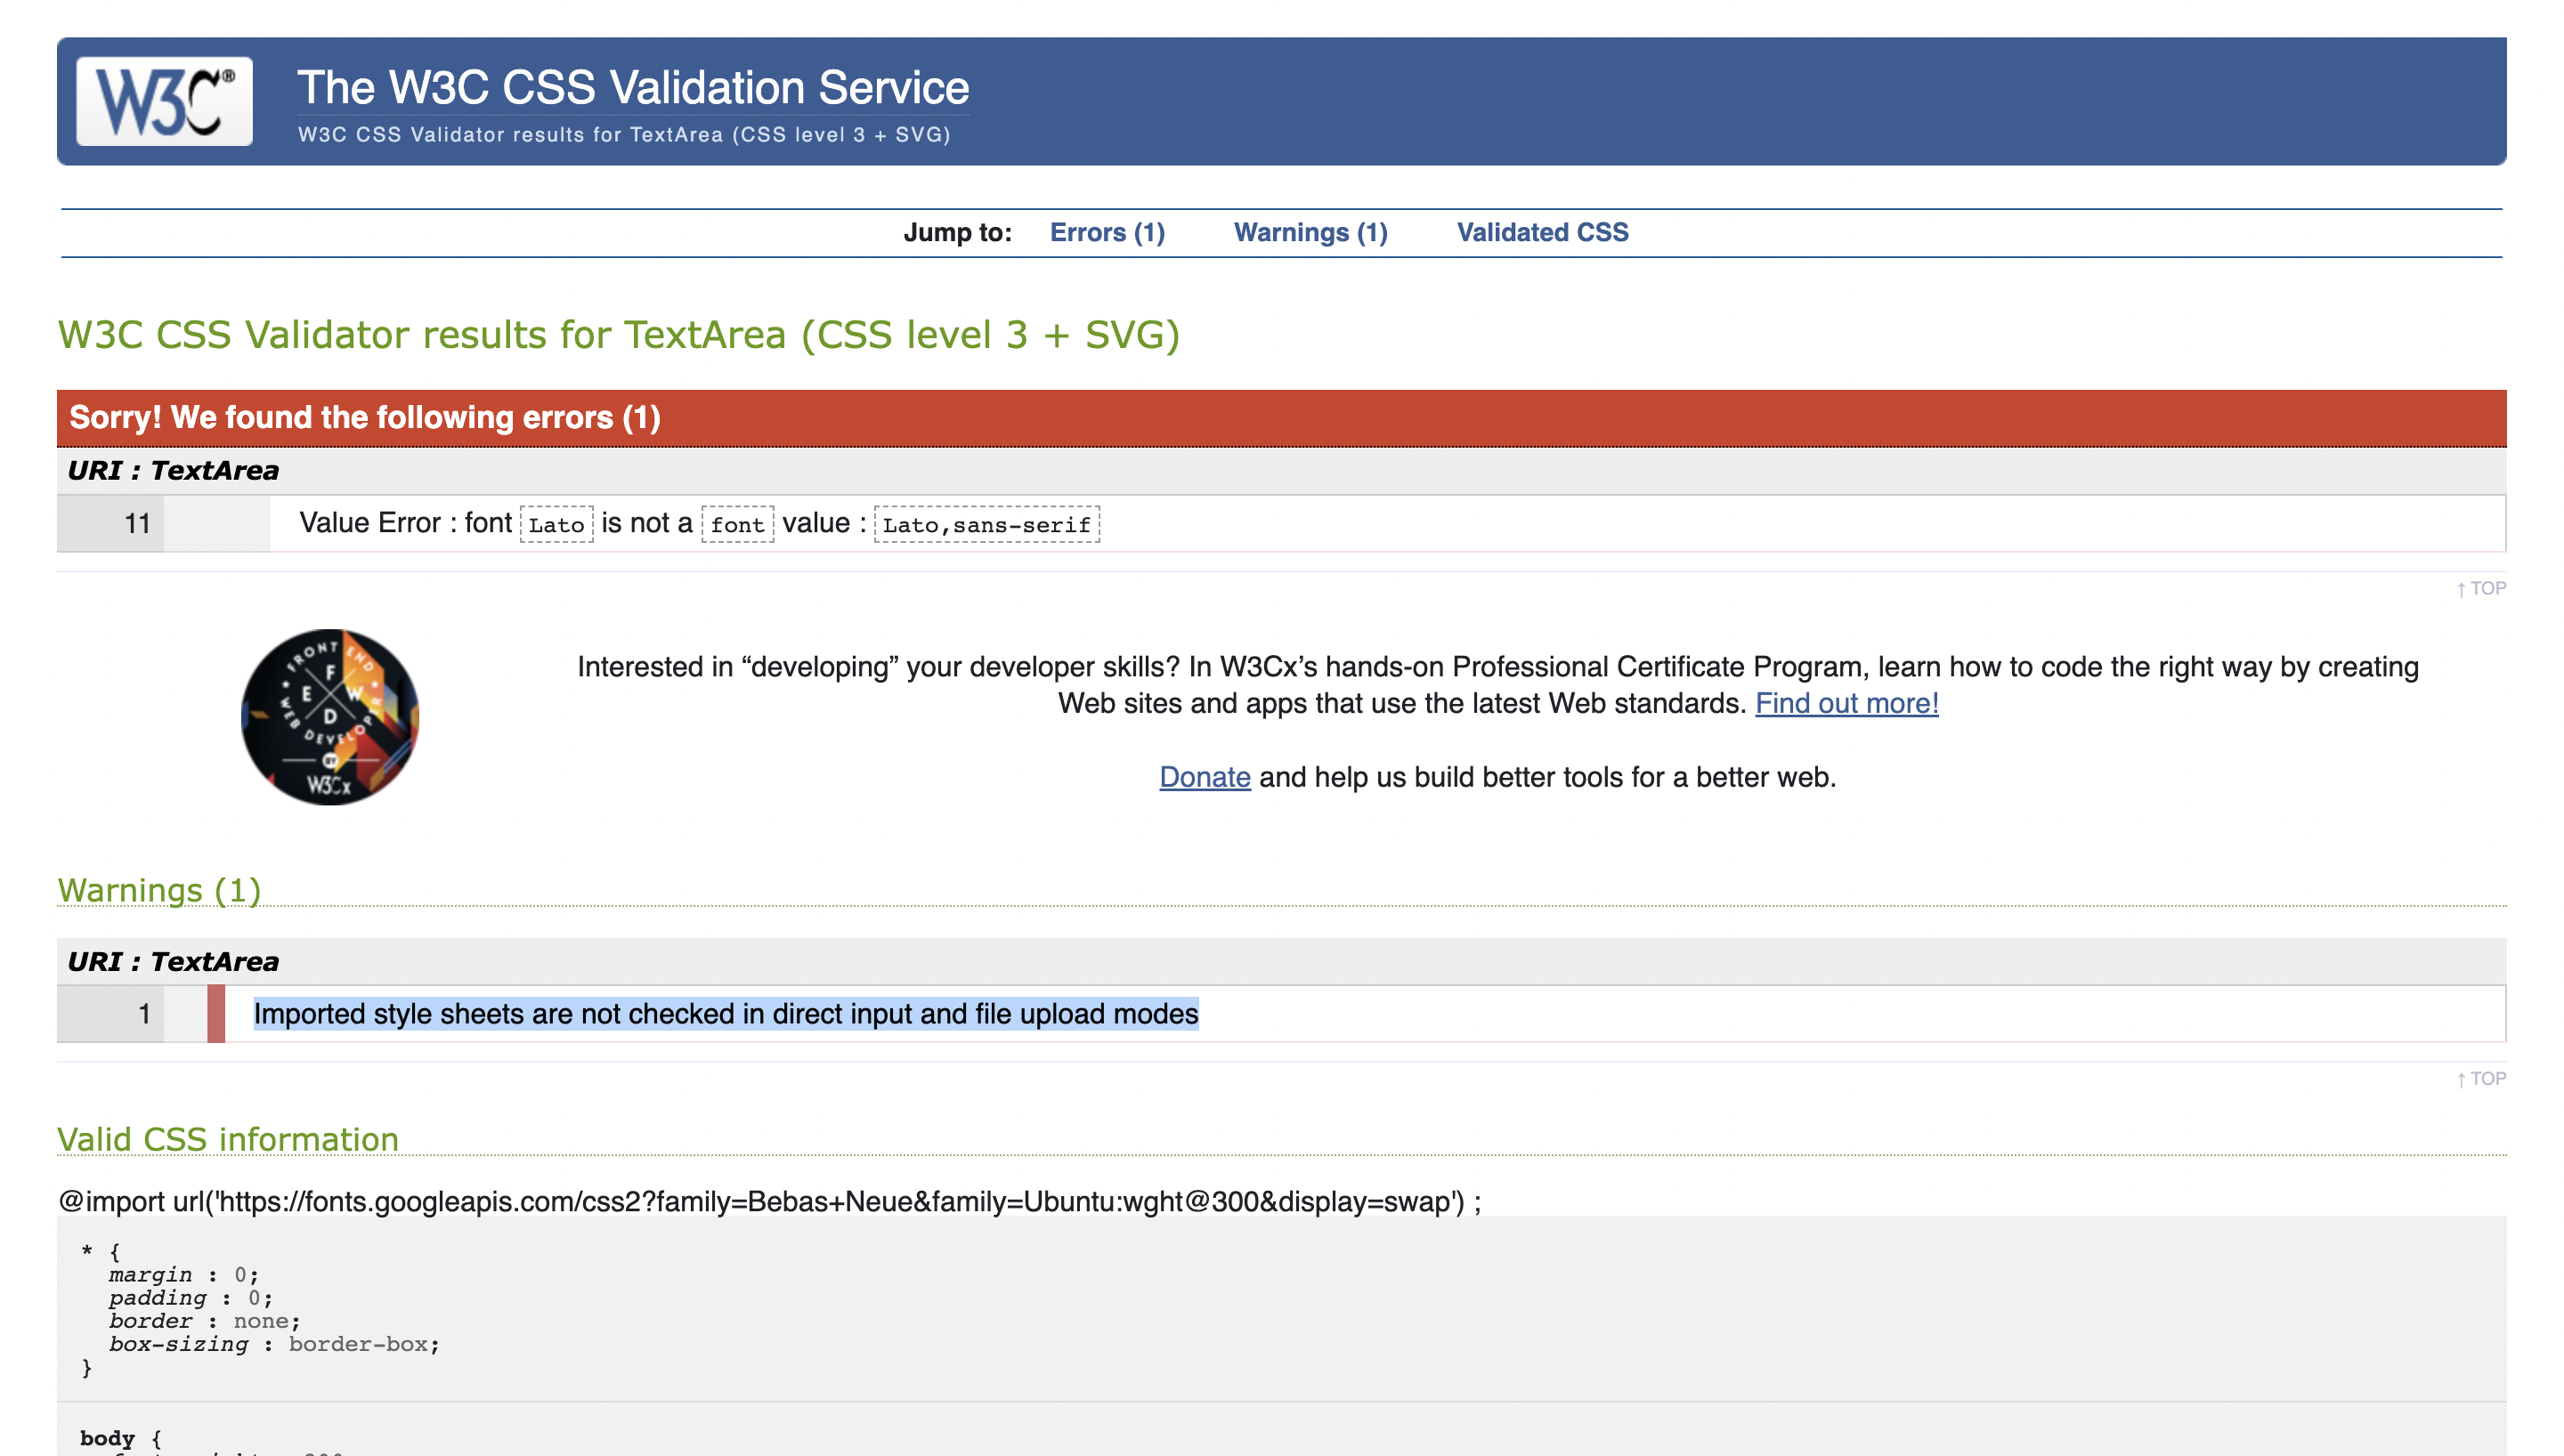 W3C®
The W3C CSS Validation Service
W3C CSS Validator results for TextArea (CSS level 3 + SVG)
Jump to: Errors (1) Warnings (1) Validated CSS
W3C CSS Validator results for TextArea (CSS level 3 + SVG)
Sorry! We found the following errors (1)
URI : TextArea
11 Value Error : font Lato is not a font value : Lato,sans-serif
↑ TOP
FRONT END
F
E W
D
WEB DEVELOPER
BY
W3Cx
Interested in “developing” your developer skills? In W3Cx’s hands-on Professional Certificate Program, learn how to code the right way by creating
Web sites and apps that use the latest Web standards. Find out more!
Donate and help us build better tools for a better web.
Warnings (1)
URI : TextArea
1 Imported style sheets are not checked in direct input and file upload modes
↑ TOP
Valid CSS information
@import url('https://fonts.googleapis.com/css2?family=Bebas+Neue&family=Ubuntu:wght@300&display=swap') ;
* {
margin : 0;
padding : 0;
border : none;
box-sizing : border-box;
}
body {